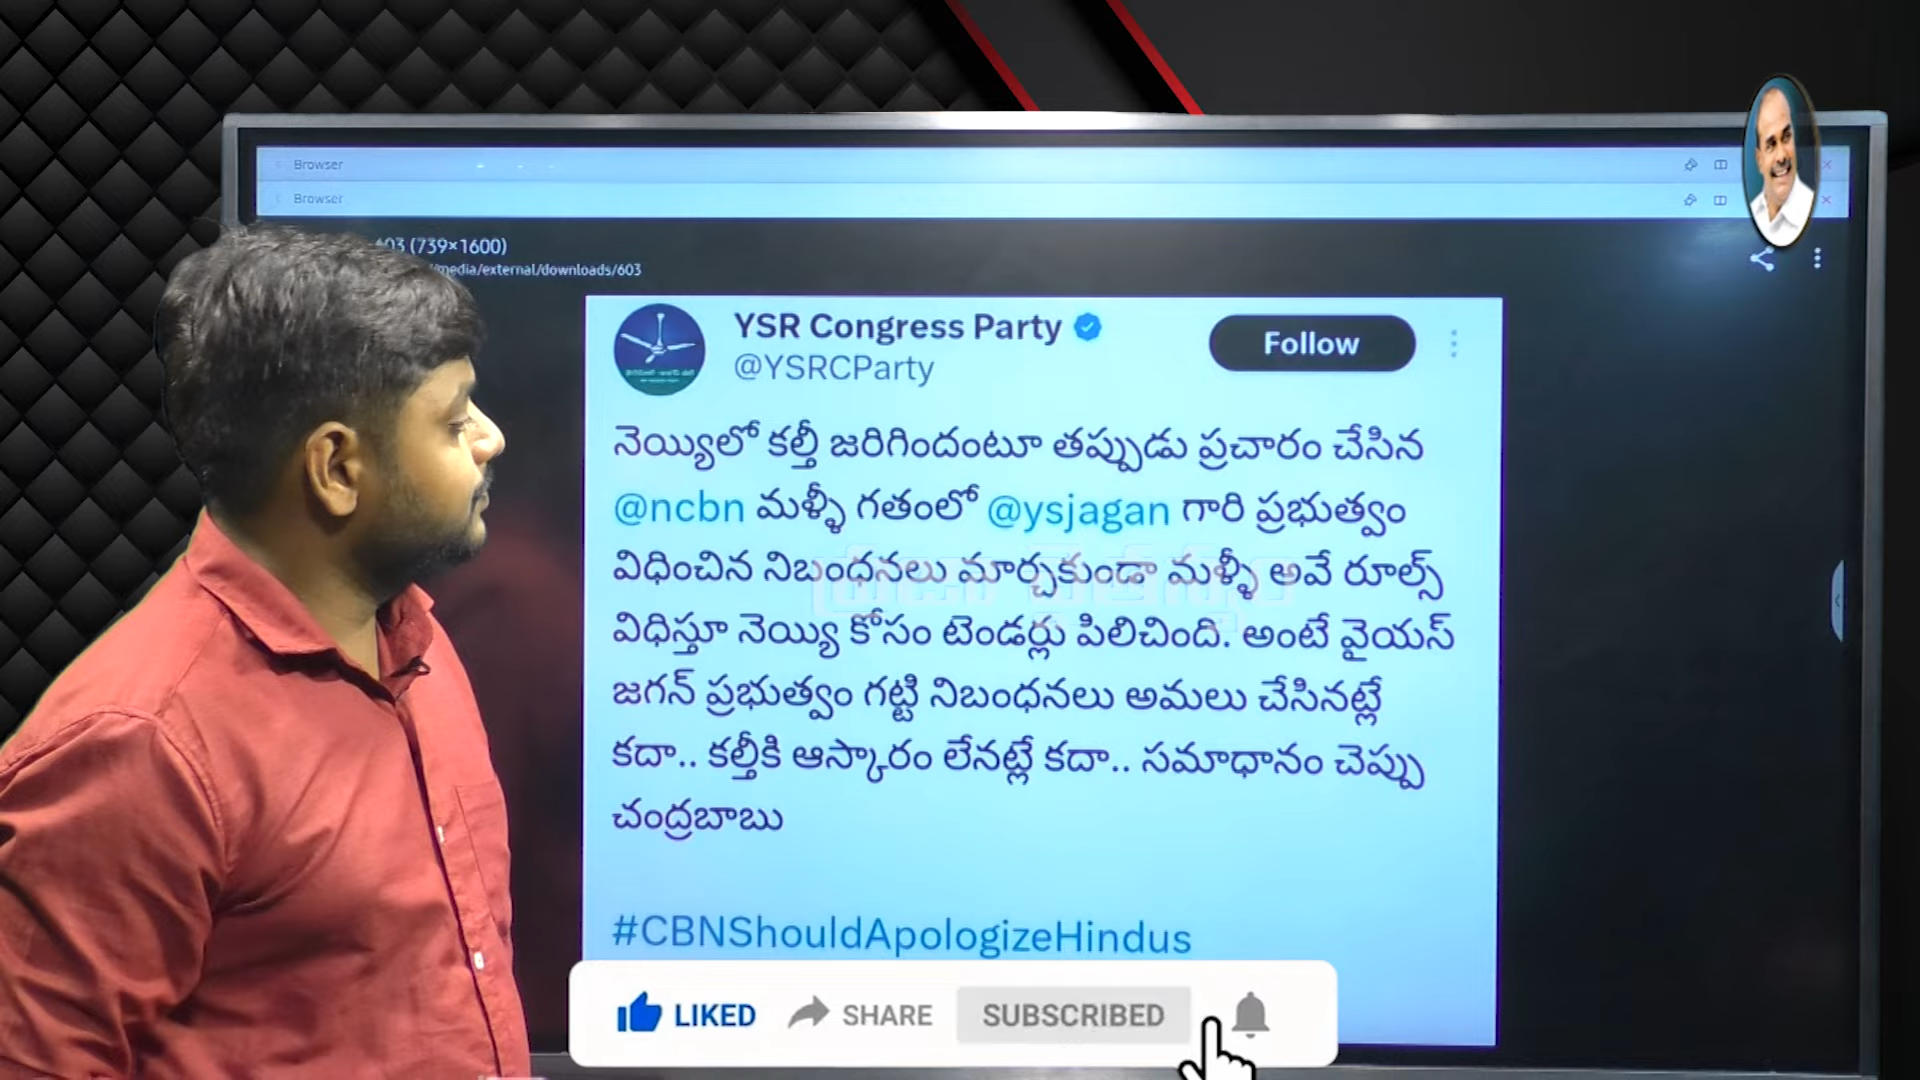 Browser
Browser
603 (739×1600)
/media/external/downloads/603
YSR Congress Party
@YSRCParty
Follow
నెయ్యిలో కల్తీ జరిగిందంటూ తప్పుడు ప్రచారం చేసిన
@ncbn మళ్ళీ గతంలో @ysjagan గారి ప్రభుత్వం
విధించిన నిబంధనలు మార్చకుండా మళ్ళీ అవే రూల్స్
విధిస్తూ నెయ్యి కోసం టెండర్లు పిలిచింది. అంటే వైయస్
జగన్ ప్రభుత్వం గట్టి నిబంధనలు అమలు చేసినట్లే
కదా.. కల్తీకి ఆస్కారం లేనట్లే కదా.. సమాధానం చెప్పు
చంద్రబాబు
#CBNShouldApologizeHindus
LIKED SHARE SUBSCRIBED